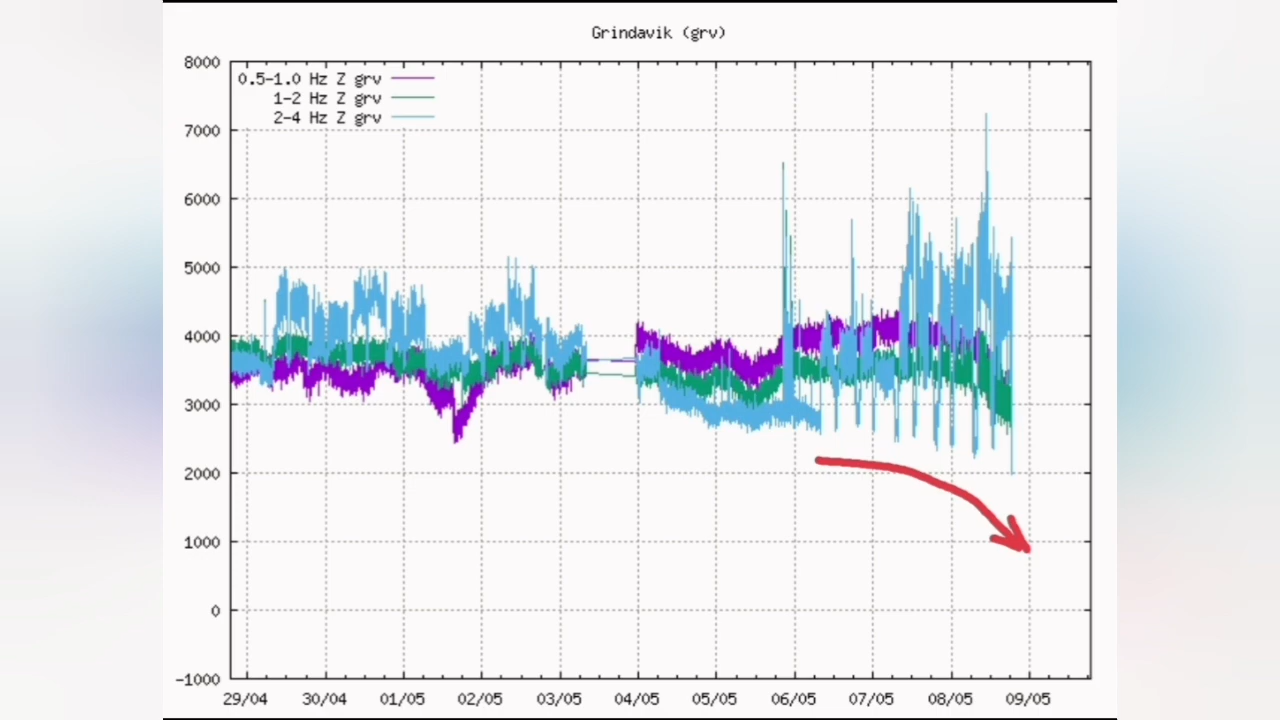 Grindavik (grv)
0.5-1.0 Hz Z grv
1-2 Hz Z grv
2-4 Hz Z grv
8000
7000
6000
5000
4000
3000
2000
1000
0
-1000
29/04 30/04 01/05 02/05 03/05 04/05 05/05 06/05 07/05 08/05 09/05